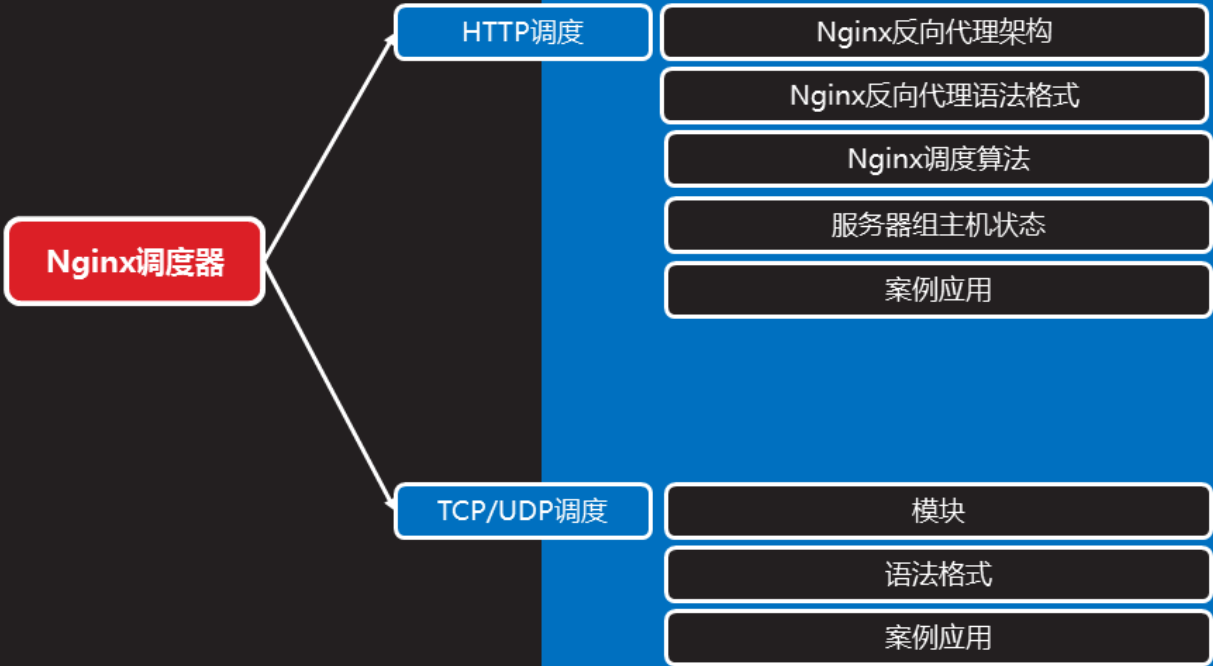 Nginx调度器
HTTP调度
Nginx反向代理架构
Nginx反向代理语法格式
Nginx调度算法
服务器组主机状态
案例应用
TCP/UDP调度
模块
语法格式
案例应用